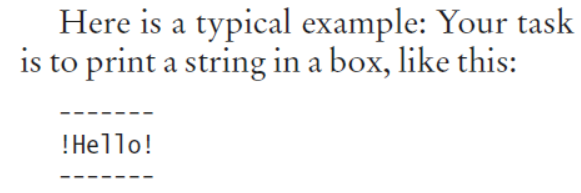 Here is a typical example: Your task
is to print a string in a box, like this:
-------
!Hello!
-------